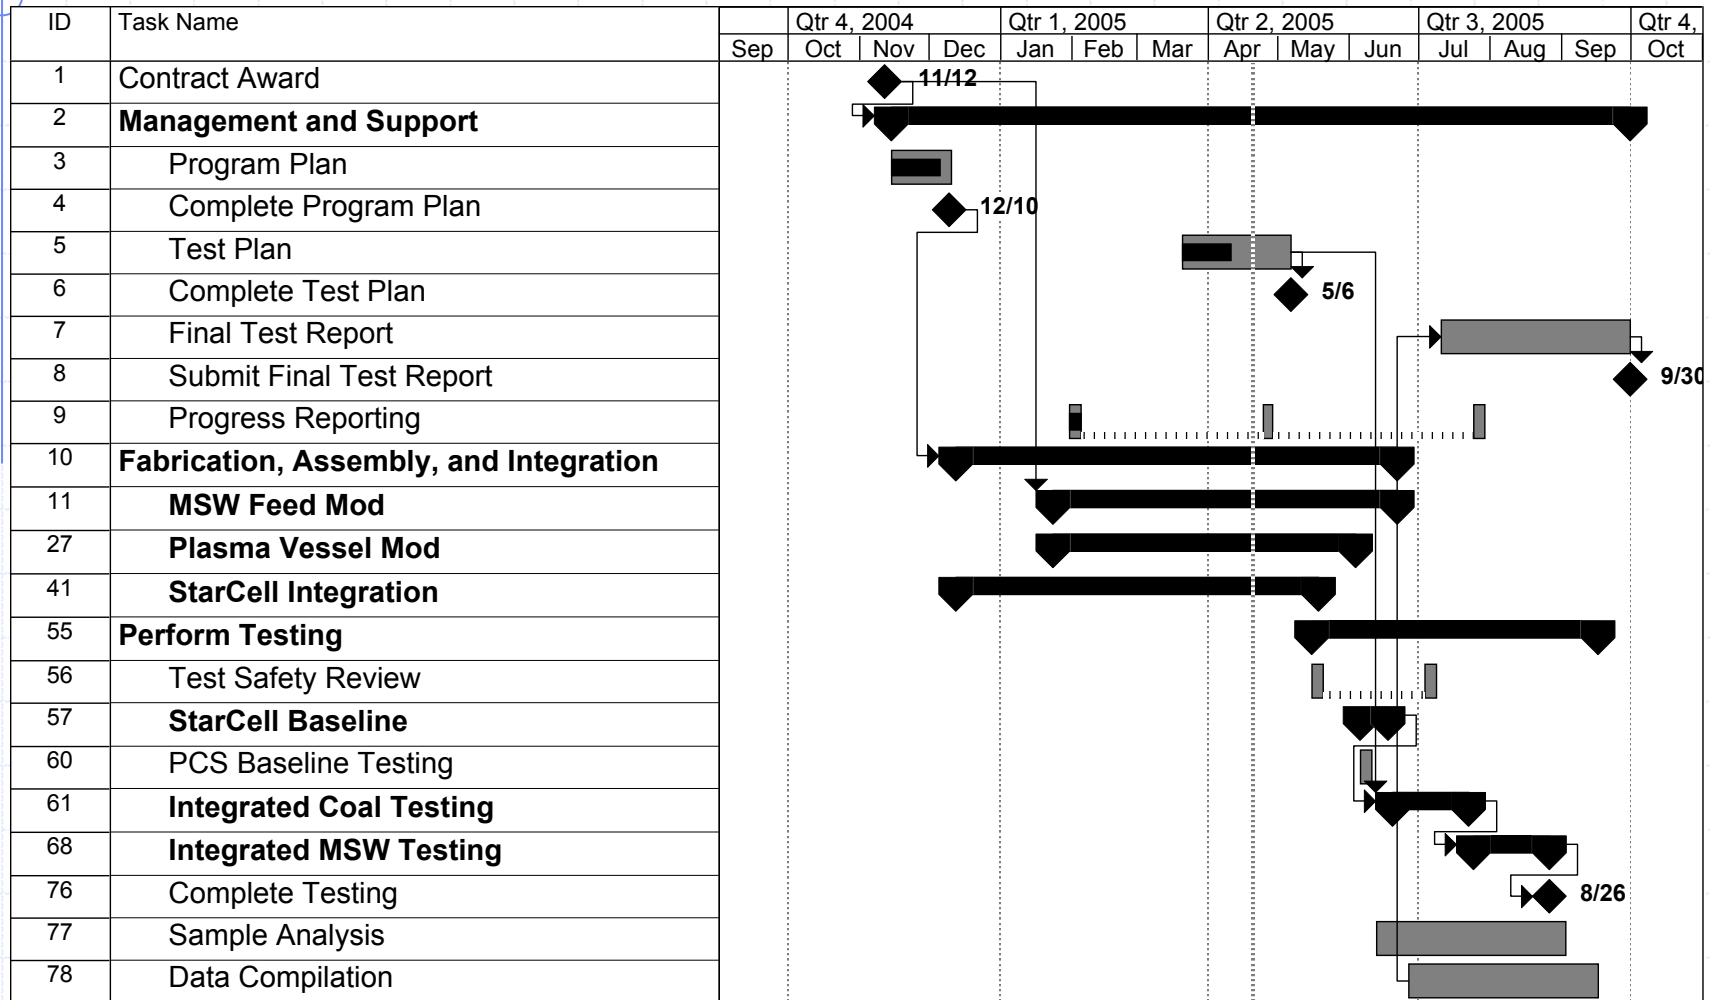 ID Task Name Qtr 4, 2004 Qtr 1, 2005 Qtr 2, 2005 Qtr 3, 2005 Qtr 4,
Sep Oct Nov Dec Jan Feb Mar Apr May Jun Jul Aug Sep Oct
1 Contract Award 11/12
2 Management and Support
3 Program Plan
4 Complete Program Plan 12/10
5 Test Plan
6 Complete Test Plan 5/6
7 Final Test Report
8 Submit Final Test Report 9/30
9 Progress Reporting
10 Fabrication, Assembly, and Integration
11 MSW Feed Mod
27 Plasma Vessel Mod
41 StarCell Integration
55 Perform Testing
56 Test Safety Review
57 StarCell Baseline
60 PCS Baseline Testing
61 Integrated Coal Testing
68 Integrated MSW Testing
76 Complete Testing 8/26
77 Sample Analysis
78 Data Compilation